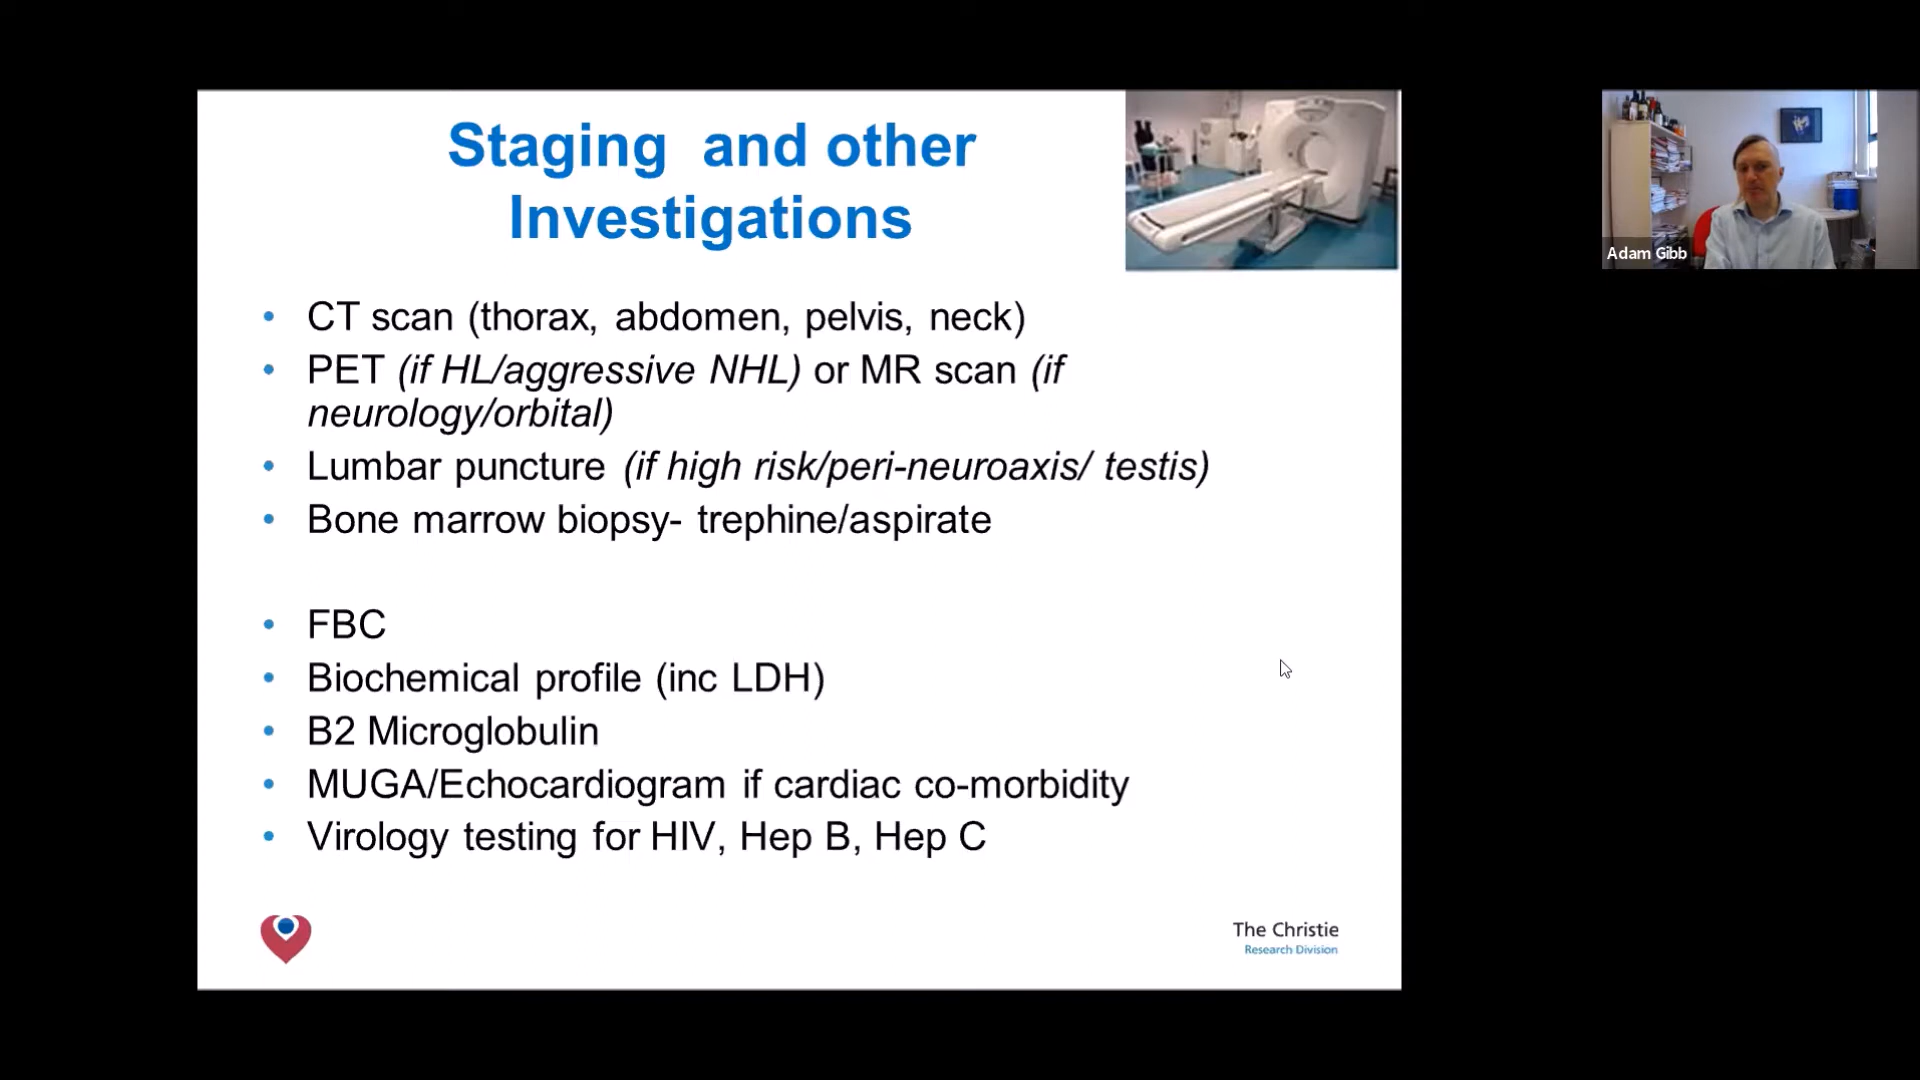 Staging and other
Investigations
• CT scan (thorax, abdomen, pelvis, neck)
• PET (if HL/aggressive NHL) or MR scan (if
neurology/orbital)
• Lumbar puncture (if high risk/peri-neuroaxis/ testis)
• Bone marrow biopsy- trephine/aspirate
• FBC
• Biochemical profile (inc LDH)
• B2 Microglobulin
• MUGA/Echocardiogram if cardiac co-morbidity
• Virology testing for HIV, Hep B, Hep C
The Christie
Research Division
Adam Gibb